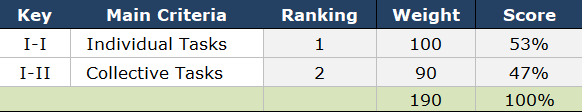 Key Main Criteria Ranking Weight Score
I-I Individual Tasks 1 100 53%
I-II Collective Tasks 2 90 47%
190 100%